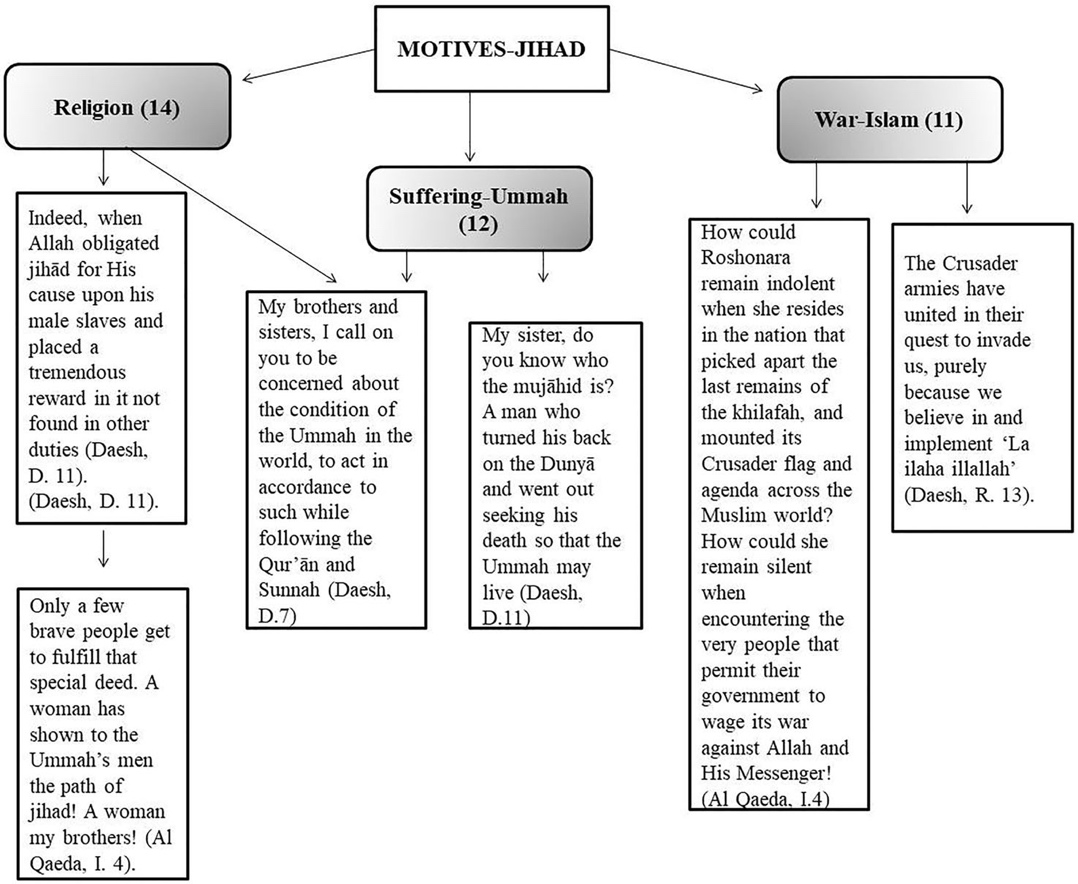 MOTIVES-JIHAD
Religion (14)
Suffering-Ummah
(12)
War-Islam (11)
Indeed, when
Allah obligated
jihād for His
cause upon his
male slaves and
placed a
tremendous
reward in it not
found in other
duties (Daesh,
D. 11).
(Daesh, D. 11).
Only a few
brave people get
to fulfill that
special deed. A
woman has
shown to the
Ummah’s men
the path of
jihad! A woman
my brothers! (Al
Qaeda, I. 4).
My brothers and
sisters, I call on
you to be
concerned about
the condition of
the Ummah in the
world, to act in
accordance to
such while
following the
Qur’ān and
Sunnah (Daesh,
D.7)
My sister, do
you know who
the mujāhid is?
A man who
turned his back
on the Dunyā
and went out
seeking his
death so that the
Ummah may
live (Daesh,
D.11)
How could
Roshonara
remain indolent
when she resides
in the nation that
picked apart the
last remains of
the khilafah, and
mounted its
Crusader flag and
agenda across the
Muslim world?
How could she
remain silent
when
encountering the
very people that
permit their
government to
wage its war
against Allah and
His Messenger!
(Al Qaeda, I.4)
The Crusader
armies have
united in their
quest to invade
us, purely
because we
believe in and
implement ‘La
ilaha illallah’
(Daesh, R. 13).